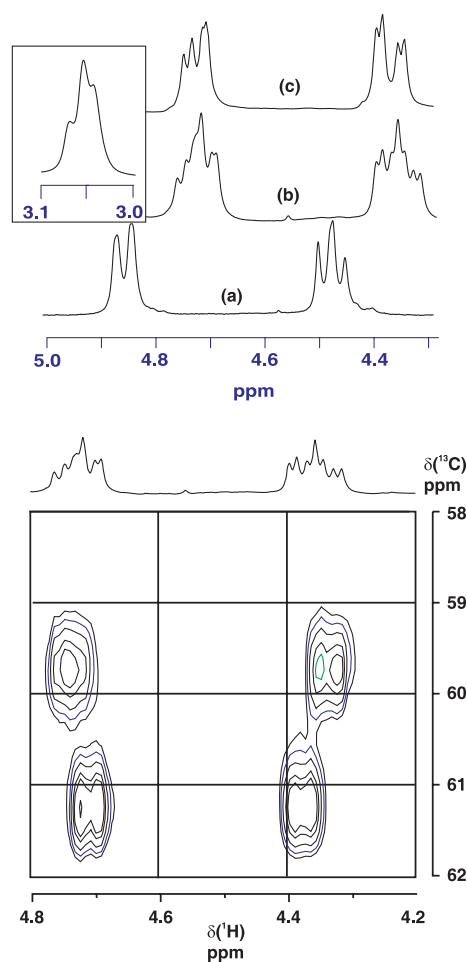 (c)
3.1 3.0
(b)
(a)
5.0 4.8 4.6 4.4
ppm
δ(¹³C)
ppm
58
59
60
61
62
4.8 4.6 4.4 4.2
δ(¹H)
ppm